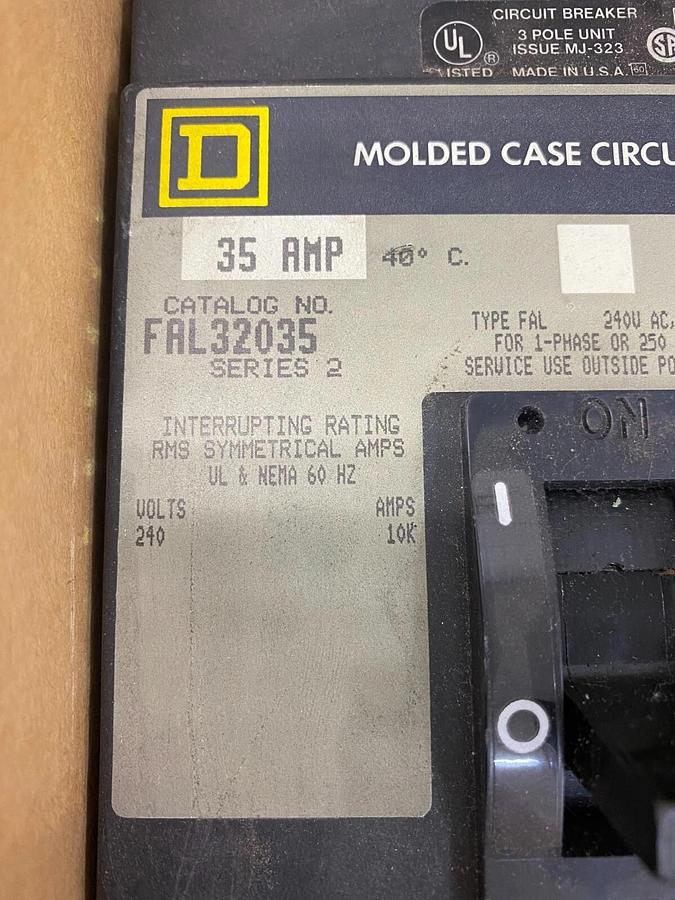 CIRCUIT BREAKER
3 POLE UNIT
ISSUE MJ-323
UL
R
LISTED MADE IN U.S.A. 60
D
MOLDED CASE CIRCU
35 AMP 40° C.
CATALOG NO.
FAL32035
SERIES 2
TYPE FAL 240V AC,
FOR 1-PHASE OR 250
SERVICE USE OUTSIDE PO
INTERRUPTING RATING
RMS SYMMETRICAL AMPS
UL & NEMA 60 HZ
VOLTS AMPS
240 10K
ON
I
O